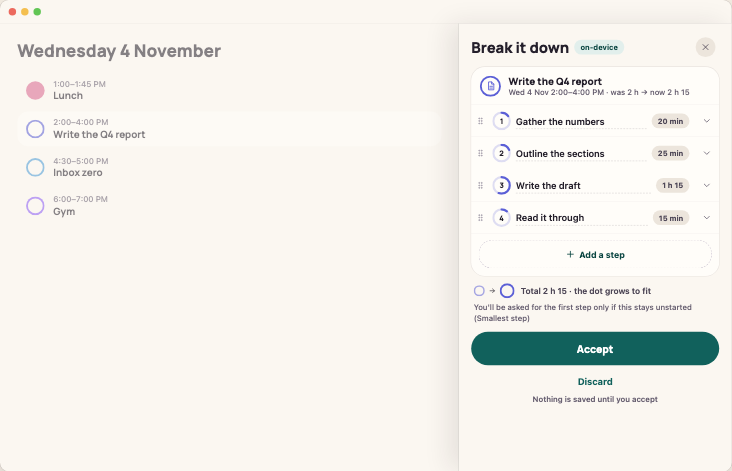 Wednesday 4 November
1:00–1:45 PM
Lunch
2:00–4:00 PM
Write the Q4 report
4:30–5:00 PM
Inbox zero
6:00–7:00 PM
Gym
Break it down
on-device
Write the Q4 report
Wed 4 Nov 2:00–4:00 PM · was 2 h → now 2 h 15
1 Gather the numbers 20 min
2 Outline the sections 25 min
3 Write the draft 1 h 15
4 Read it through 15 min
+ Add a step
→ Total 2 h 15 · the dot grows to fit
You'll be asked for the first step only if this stays unstarted
(Smallest step)
Accept
Discard
Nothing is saved until you accept